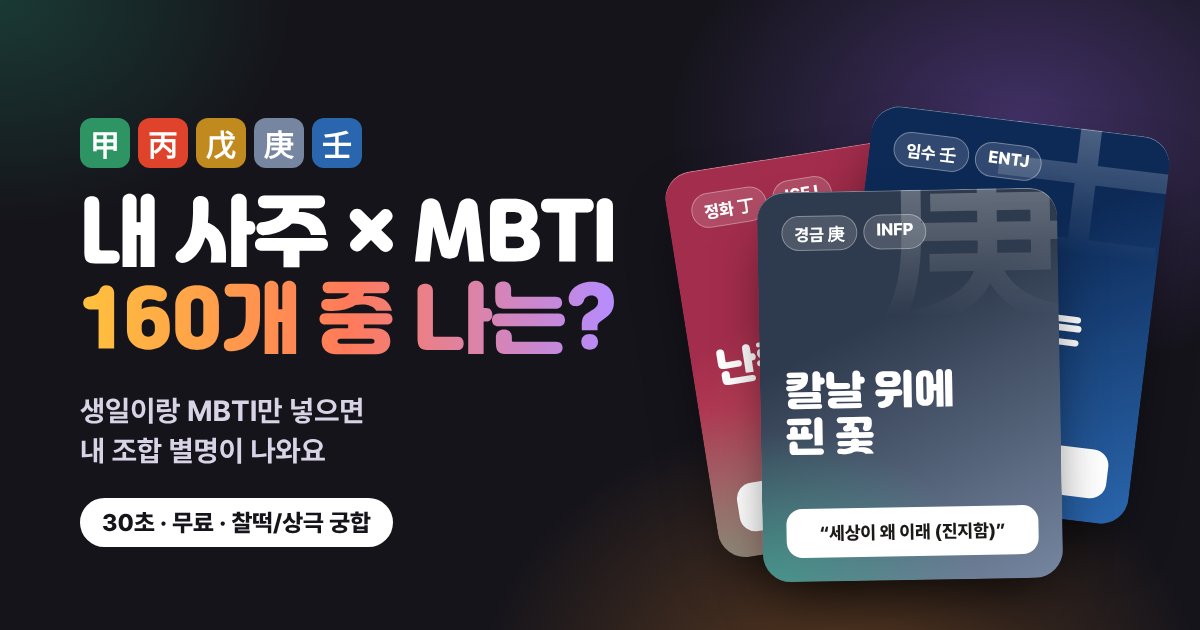 甲 丙 戊 庚 壬
내 사주 × MBTI
160개 중 나는?
생일이랑 MBTI만 넣으면
내 조합 별명이 나와요
30초 · 무료 · 찰떡/상극 궁합
정화 丁
임수 壬 ENTJ
경금 庚 INFP
庚
칼날 위에
핀 꽃
“세상이 왜 이래 (진지함)”